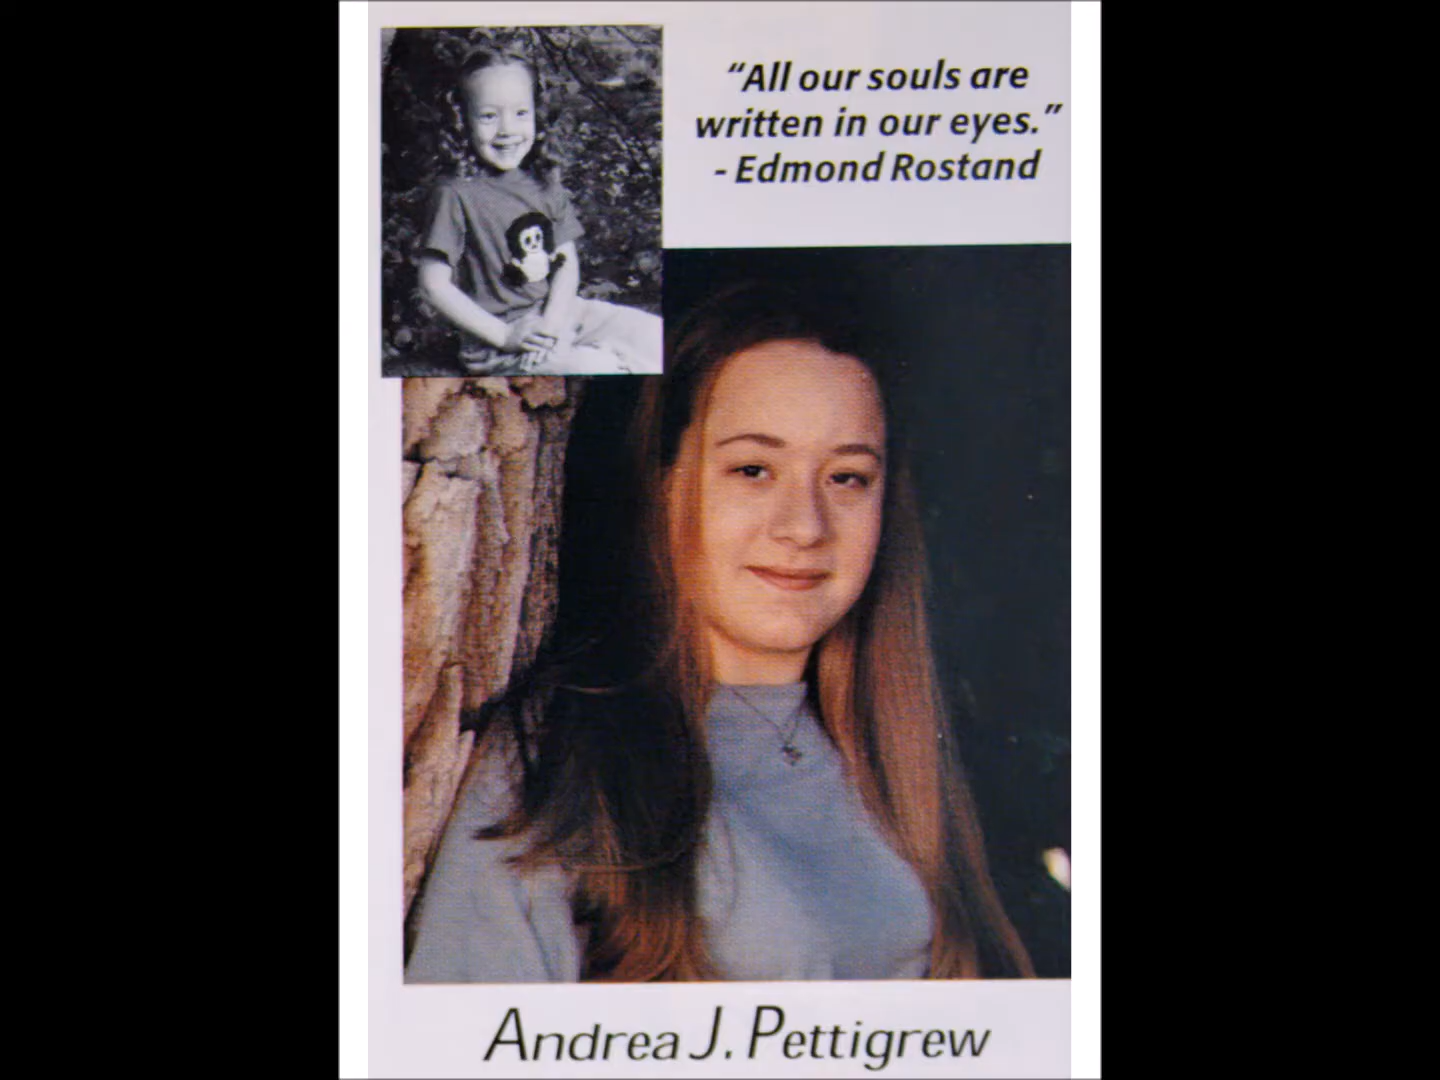 “All our souls are
written in our eyes.”
- Edmond Rostand
Andrea J. Pettigrew